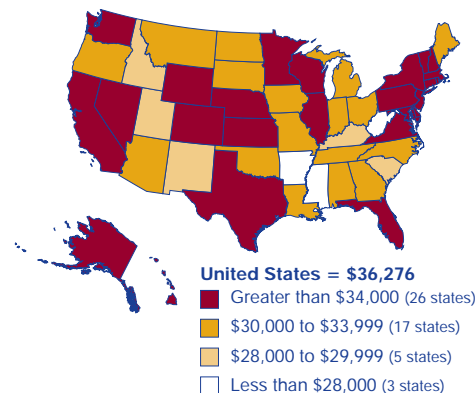 United States = $36,276
Greater than $34,000 (26 states)
$30,000 to $33,999 (17 states)
$28,000 to $29,999 (5 states)
Less than $28,000 (3 states)